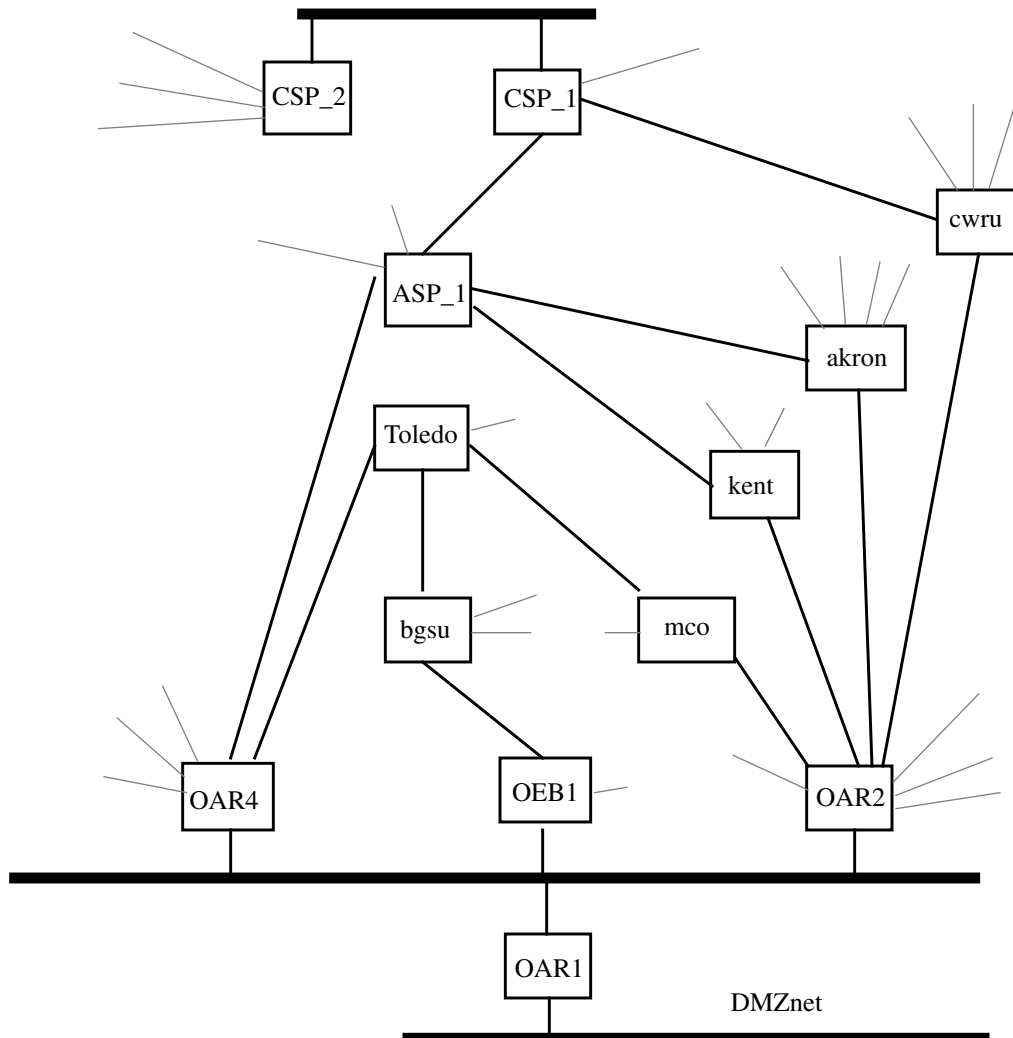 CSP_2
CSP_1
cwru
ASP_1
akron
Toledo
kent
bgsu
mco
OAR4
OEB1
OAR2
OAR1
DMZnet